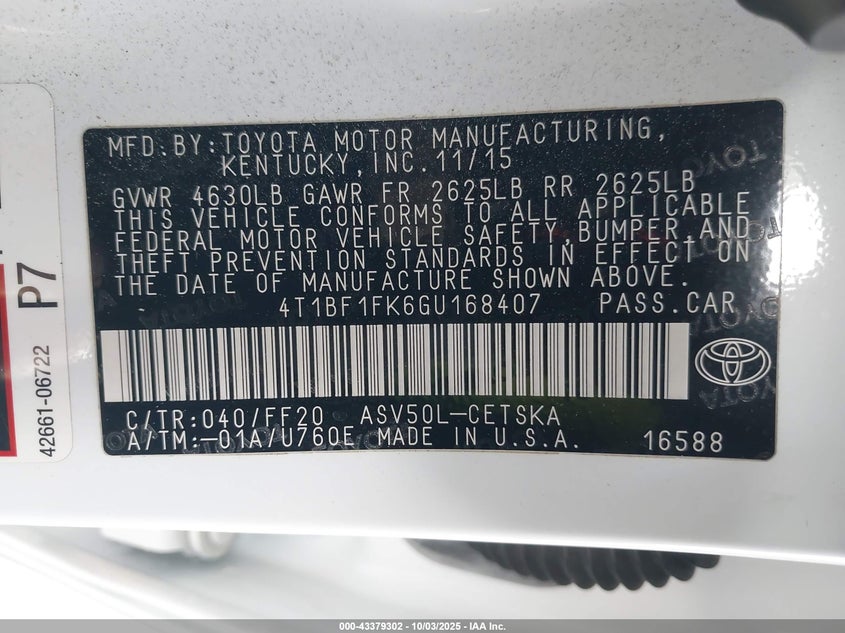 MFD. BY: TOYOTA MOTOR MANUFACTURING,
KENTUCKY, INC. 11/15
GVWR 4630LB GAWR FR 2625LB RR 2625LB
THIS VEHICLE CONFORMS TO ALL APPLICABLE
FEDERAL MOTOR VEHICLE SAFETY, BUMPER, AND
THEFT PREVENTION STANDARDS IN EFFECT ON
THE DATE OF MANUFACTURE SHOWN ABOVE.
4T1BF1FK6GU168407 PASS. CAR
C/TR: 040/FF20 ASV50L-CETSKA
A/TM: -01A/U760E MADE IN U.S.A. 16588
P7
42661-06722
TOYOTA
000-43379302 - 10/03/2025 - IAA Inc.